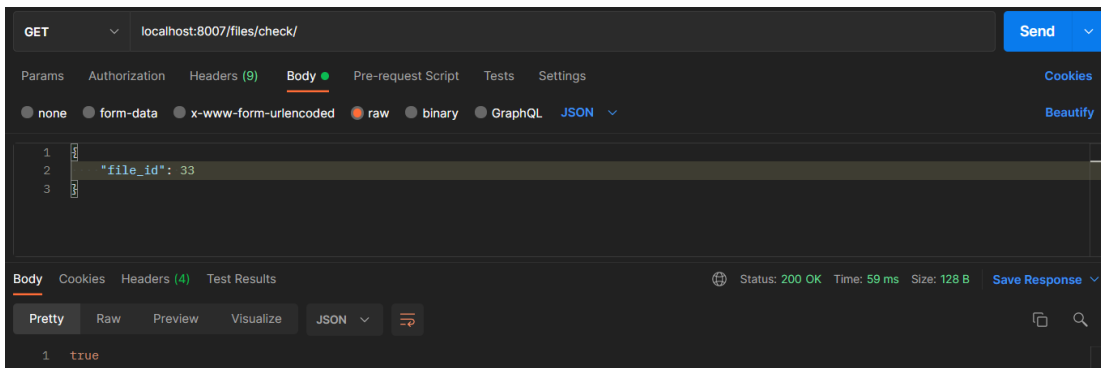 GET localhost:8007/files/check/ Send
Params Authorization Headers (9) Body Pre-request Script Tests Settings Cookies
none form-data x-www-form-urlencoded raw binary GraphQL JSON Beautify
1 {
2 "file_id": 33
3 }
Body Cookies Headers (4) Test Results Status: 200 OK Time: 59 ms Size: 128 B Save Response
Pretty Raw Preview Visualize JSON
1 true